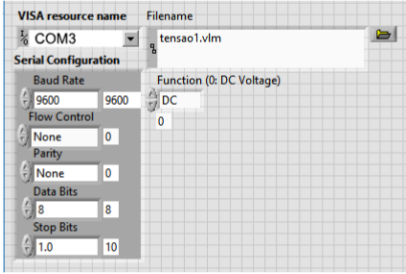 VISA resource name
Filename
COM3
tensao1.vlm
Serial Configuration
Baud Rate
Function (0: DC Voltage)
9600 9600
DC
Flow Control
0
None 0
Parity
None 0
Data Bits
8 8
Stop Bits
1.0 10